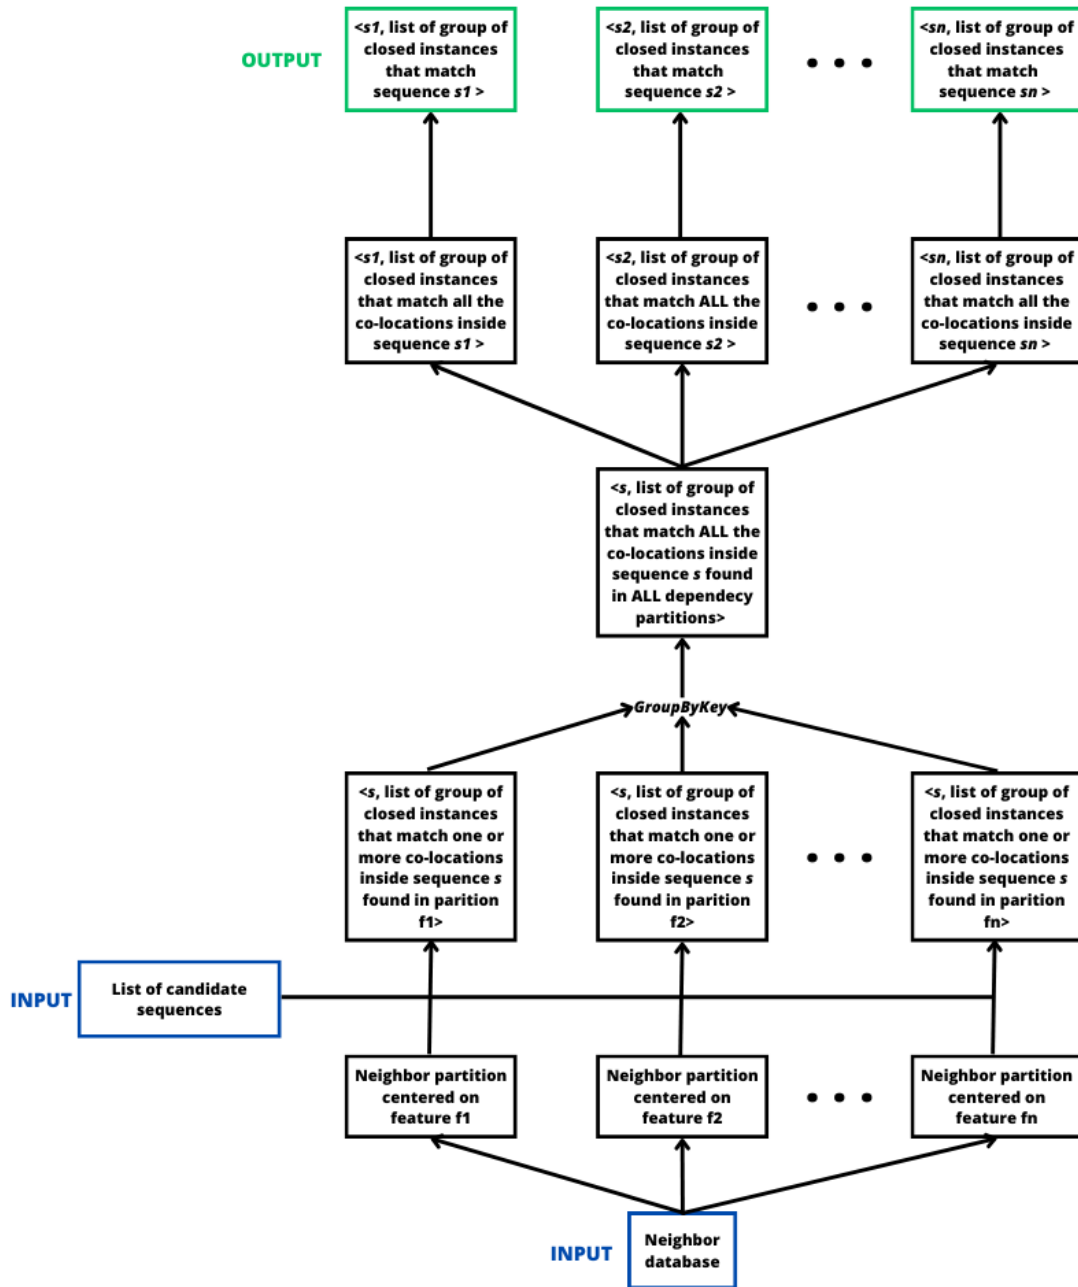 OUTPUT
<s1, list of group of
closed instances
that match
sequence s1 >
<s2, list of group of
closed instances
that match
sequence s2 >
<sn, list of group of
closed instances
that match
sequence sn >
<s1, list of group of
closed instances
that match all the
co-locations inside
sequence s1 >
<s2, list of group of
closed instances
that match ALL the
co-locations inside
sequence s2 >
<sn, list of group of
closed instances
that match all the
co-locations inside
sequence sn >
<s, list of group of
closed instances
that match ALL the
co-locations inside
sequence s found
in ALL dependecy
partitions>
GroupByKey
<s, list of group of
closed instances
that match one or
more co-locations
inside sequence s
found in parition
f1>
<s, list of group of
closed instances
that match one or
more co-locations
inside sequence s
found in parition
f2>
<s, list of group of
closed instances
that match one or
more co-locations
inside sequence s
found in parition
fn>
INPUT
List of candidate
sequences
Neighbor partition
centered on
feature f1
Neighbor partition
centered on
feature f2
Neighbor partition
centered on
feature fn
INPUT
Neighbor
database